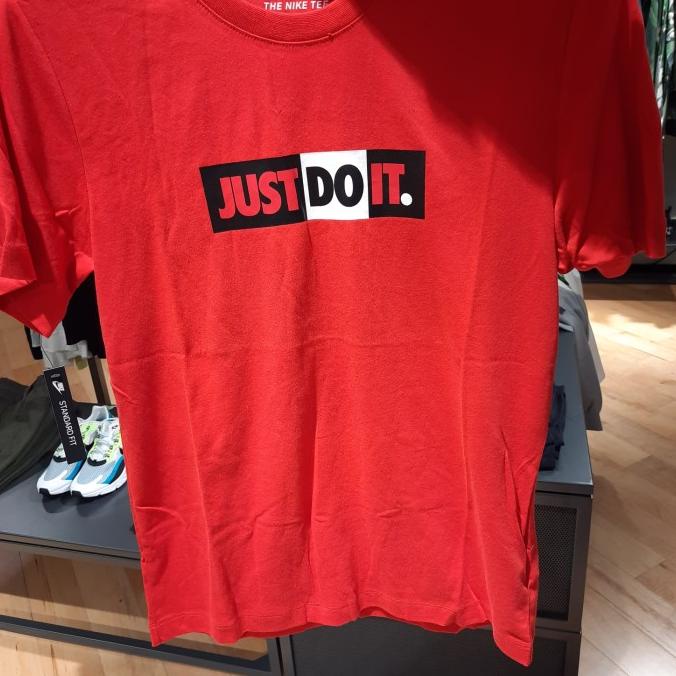 THE NIKE TEE
JUST DO IT.
STANDARD FIT